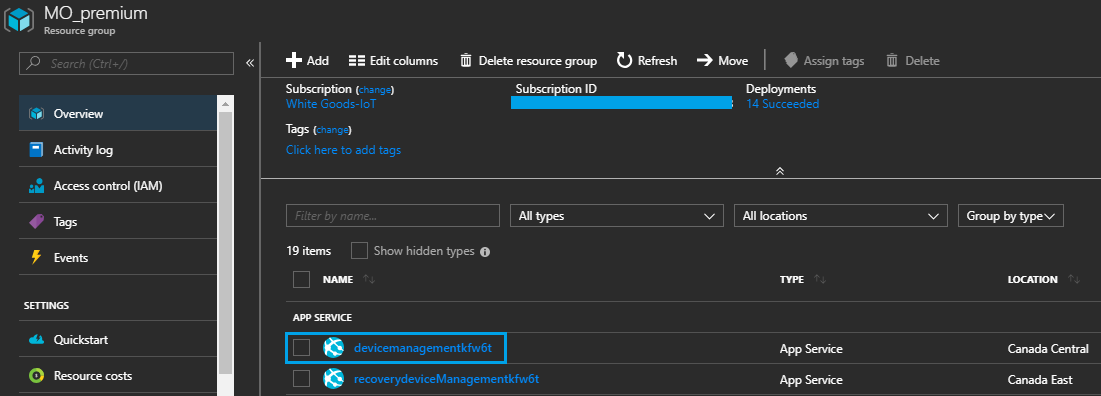 MO_premium
Resource group
Search (Ctrl+/)
«
Overview
Activity log
Access control (IAM)
Tags
Events
SETTINGS
Quickstart
Resource costs
Add Edit columns Delete resource group Refresh Move Assign tags Delete
Subscription (change) Subscription ID Deployments
White Goods-IoT 14 Succeeded
Tags (change)
Click here to add tags
Filter by name... All types All locations Group by type
19 items Show hidden types
NAME TYPE LOCATION
APP SERVICE
devicemanagementkfw6t App Service Canada Central
recoverydeviceManagementkfw6t App Service Canada East